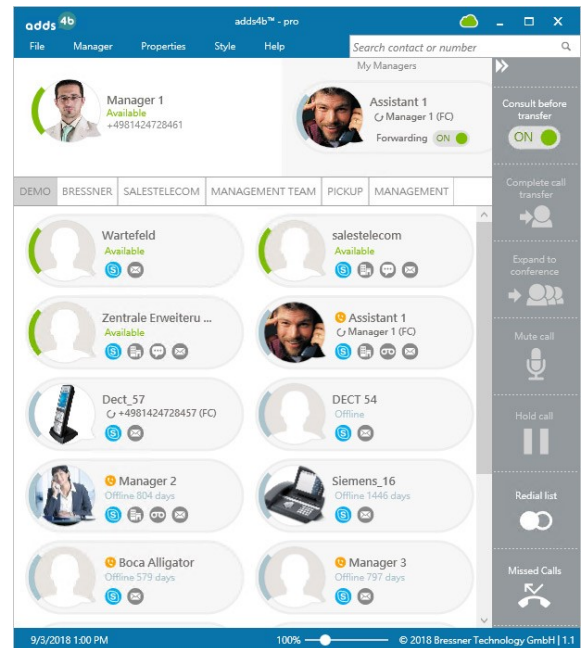 adds 4b
adds4b™ - pro
File Manager Properties Style Help
Search contact or number
My Managers
Manager 1
Available
+4981424728461
Assistant 1
Manager 1 (FC)
Forwarding ON
Consult before transfer
ON
DEMO BRESSNER SALESTELECOM MANAGEMENT TEAM PICKUP MANAGEMENT
Complete call transfer
Wartefeld
Available
salestelecom
Available
Expand to conference
Zentrale Erweiteru ...
Available
Assistant 1
Manager 1 (FC)
Mute call
Dect_57
+4981424728457 (FC)
DECT 54
Offline
Hold call
Manager 2
Offline 804 days
Siemens_16
Offline 1446 days
Redial list
Boca Alligator
Offline 579 days
Manager 3
Offline 797 days
Missed Calls
9/3/2018 1:00 PM
100%
© 2018 Bressner Technology GmbH | 1.1